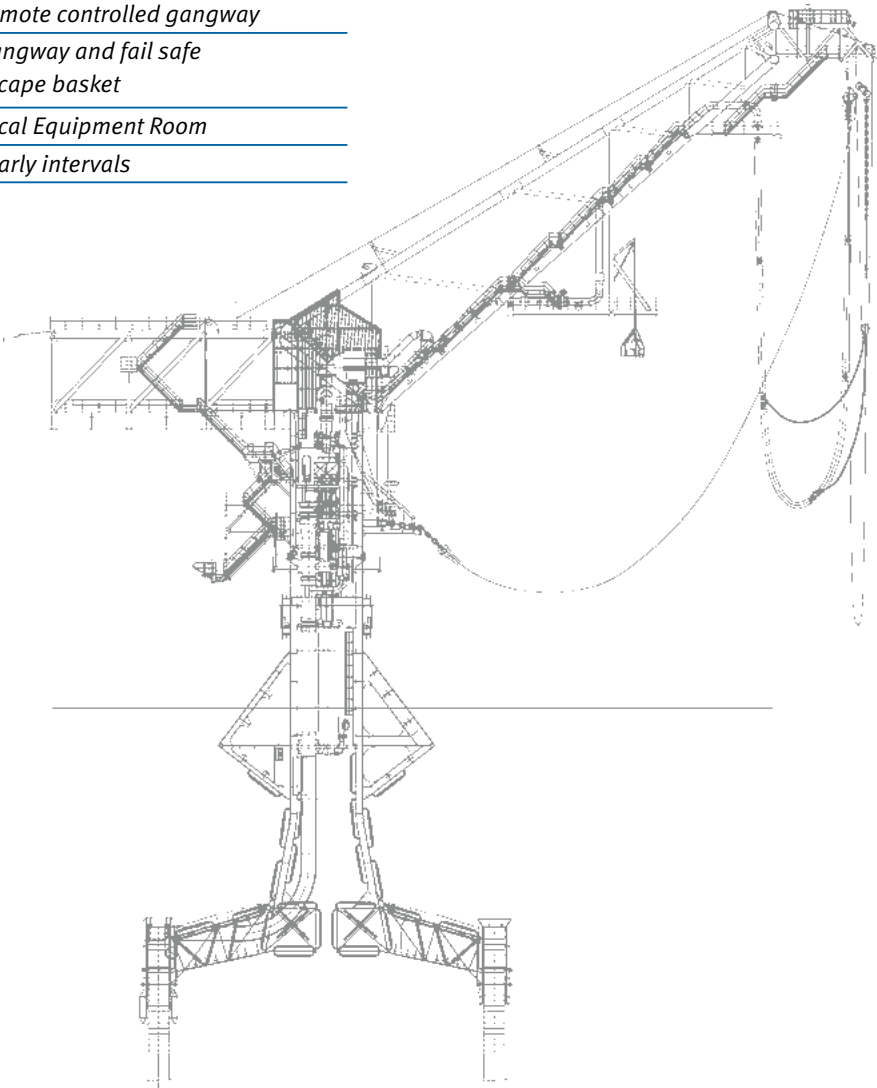 mote controlled gangway
ngway and fail safe
cape basket
cal Equipment Room
arly intervals